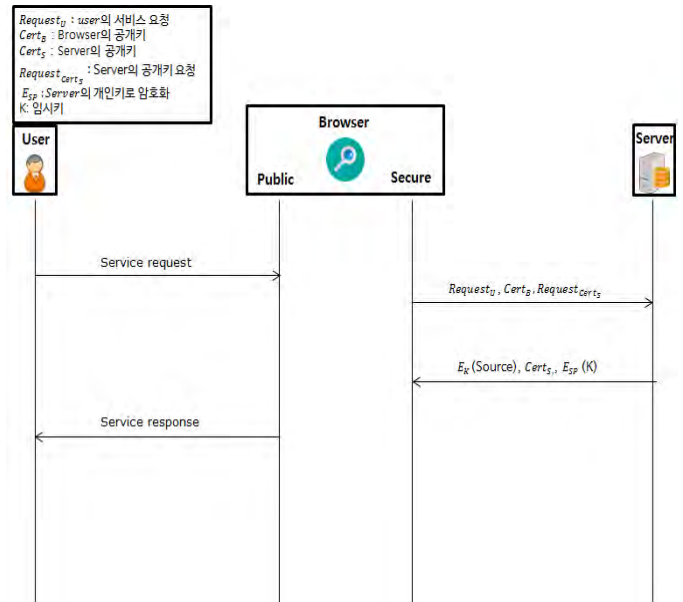 Request_U : user의 서비스 요청
Cert_B : Browser의 공개키
Cert_S : Server의 공개키
Request_Cert_S : Server의 공개키 요청
E_SP :Server의 개인키로 암호화
K: 임시키
User
Browser
Public
Secure
Server
Service request
Request_U , Cert_B ,Request_Cert_S
E_K (Source), Cert_S,, E_SP (K)
Service response